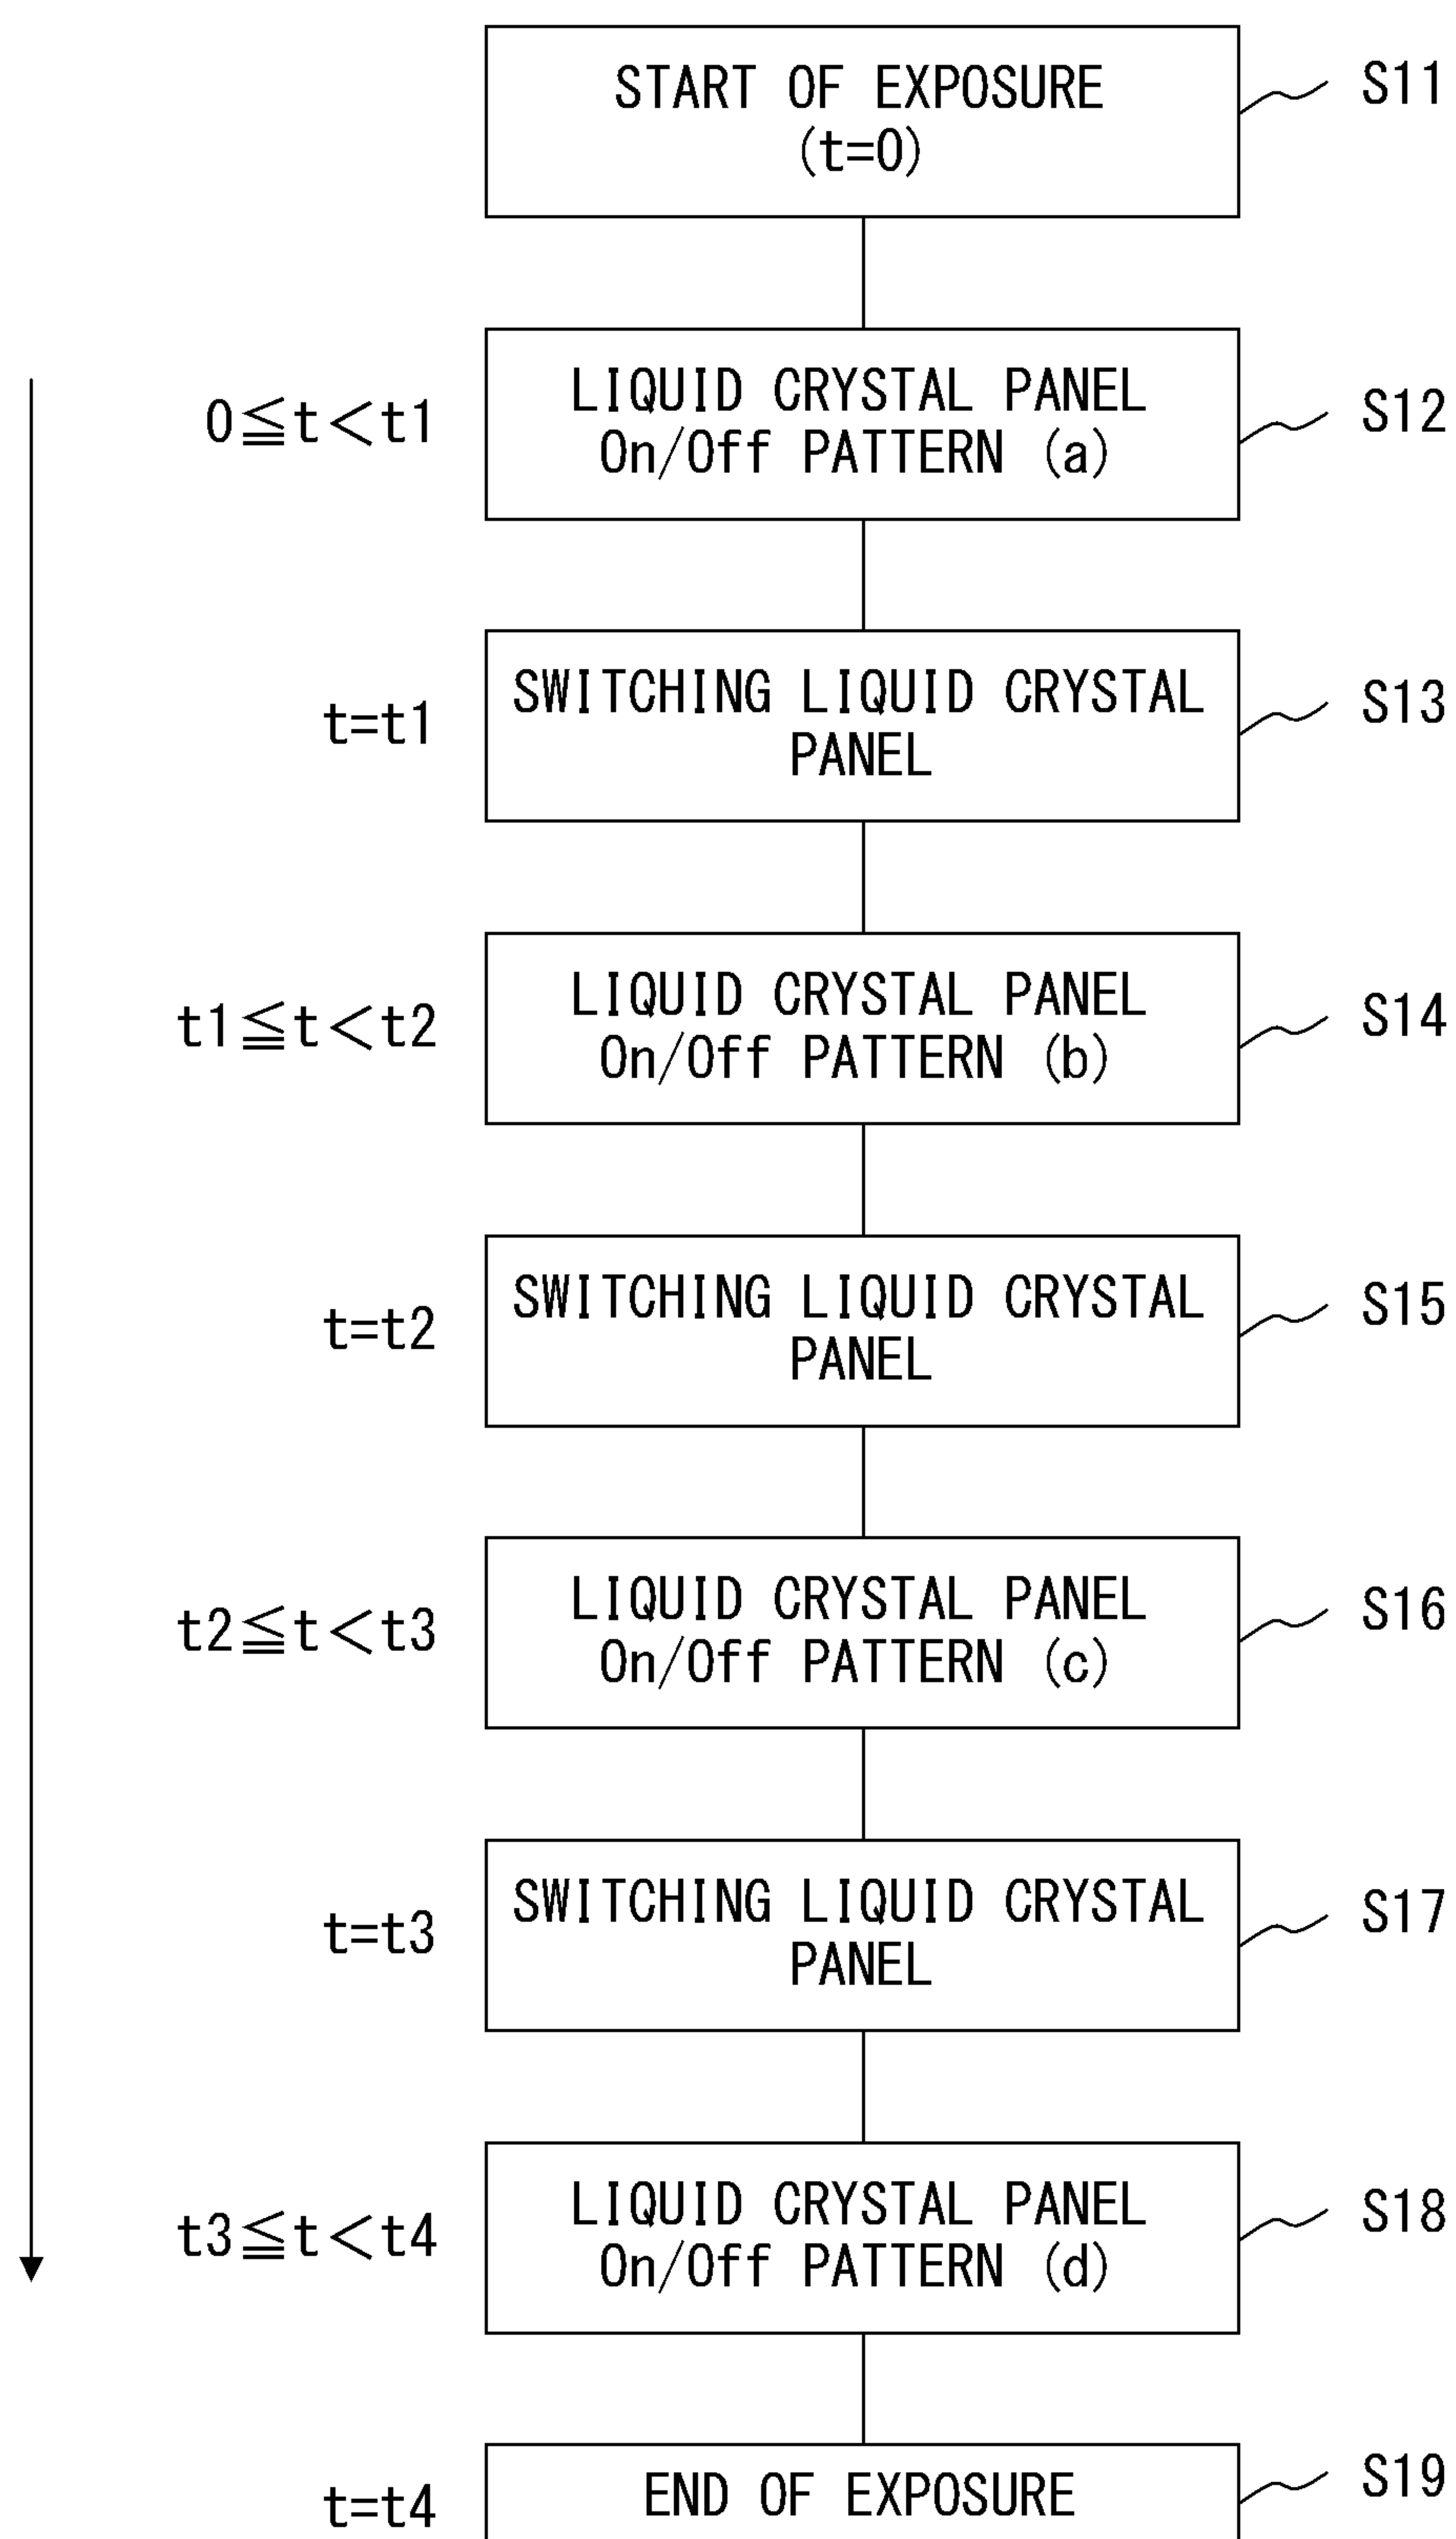 START OF EXPOSURE
(t=0)
S11
0≦t<t1
LIQUID CRYSTAL PANEL
On/Off PATTERN (a)
S12
t=t1
SWITCHING LIQUID CRYSTAL
PANEL
S13
t1≦t<t2
LIQUID CRYSTAL PANEL
On/Off PATTERN (b)
S14
t=t2
SWITCHING LIQUID CRYSTAL
PANEL
S15
t2≦t<t3
LIQUID CRYSTAL PANEL
On/Off PATTERN (c)
S16
t=t3
SWITCHING LIQUID CRYSTAL
PANEL
S17
t3≦t<t4
LIQUID CRYSTAL PANEL
On/Off PATTERN (d)
S18
t=t4
END OF EXPOSURE
S19